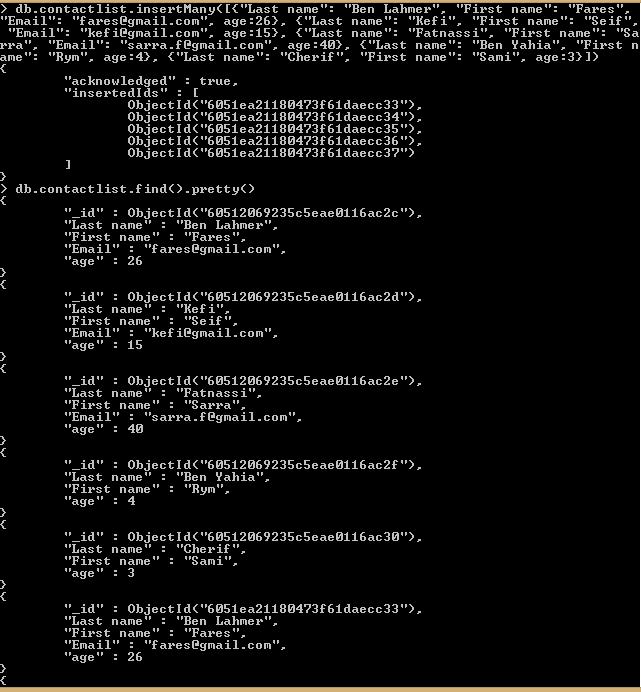 > db.contactlist.insertMany([{"Last name": "Ben Lahmer", "First name": "Fares",
"Email": "fares@gmail.com", age:26}, {"Last name": "Kefi", "First name": "Seif",
"Email": "kefi@gmail.com", age:15}, {"Last name": "Fatnassi", "First name": "Sa
rra", "Email": "sarra.f@gmail.com", age:40}, {"Last name": "Ben Yahia", "First n
ame": "Rym", age:4}, {"Last name": "Cherif", "First name": "Sami", age:3}])
{
"acknowledged" : true,
"insertedIds" : [
ObjectId("6051ea21180473f61daecc33"),
ObjectId("6051ea21180473f61daecc34"),
ObjectId("6051ea21180473f61daecc35"),
ObjectId("6051ea21180473f61daecc36"),
ObjectId("6051ea21180473f61daecc37")
]
}
> db.contactlist.find().pretty()
{
"_id" : ObjectId("60512069235c5eae0116ac2c"),
"Last name" : "Ben Lahmer",
"First name" : "Fares",
"Email" : "fares@gmail.com",
"age" : 26
}
{
"_id" : ObjectId("60512069235c5eae0116ac2d"),
"Last name" : "Kefi",
"First name" : "Seif",
"Email" : "kefi@gmail.com",
"age" : 15
}
{
"_id" : ObjectId("60512069235c5eae0116ac2e"),
"Last name" : "Fatnassi",
"First name" : "Sarra",
"Email" : "sarra.f@gmail.com",
"age" : 40
}
{
"_id" : ObjectId("60512069235c5eae0116ac2f"),
"Last name" : "Ben Yahia",
"First name" : "Rym",
"age" : 4
}
{
"_id" : ObjectId("60512069235c5eae0116ac30"),
"Last name" : "Cherif",
"First name" : "Sami",
"age" : 3
}
{
"_id" : ObjectId("6051ea21180473f61daecc33"),
"Last name" : "Ben Lahmer",
"First name" : "Fares",
"Email" : "fares@gmail.com",
"age" : 26
}
{